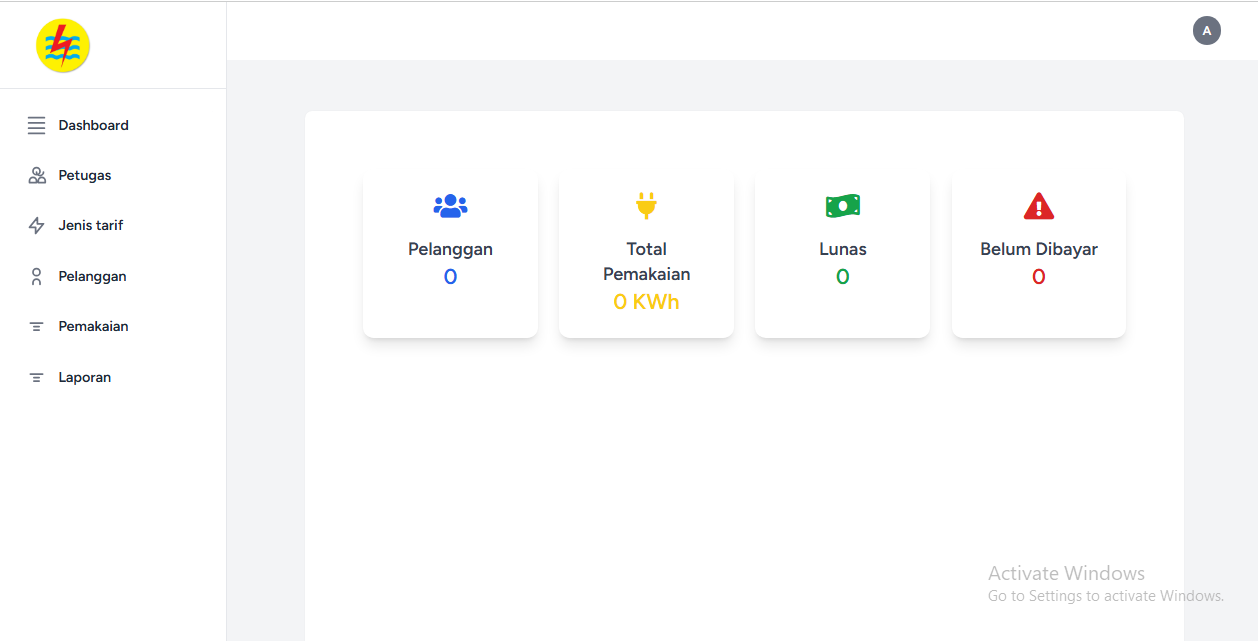 A
Dashboard
Petugas
Jenis tarif
Pelanggan
Pemakaian
Laporan
Pelanggan
0
Total
Pemakaian
0 KWh
Lunas
0
Belum Dibayar
0
Activate Windows
Go to Settings to activate Windows.